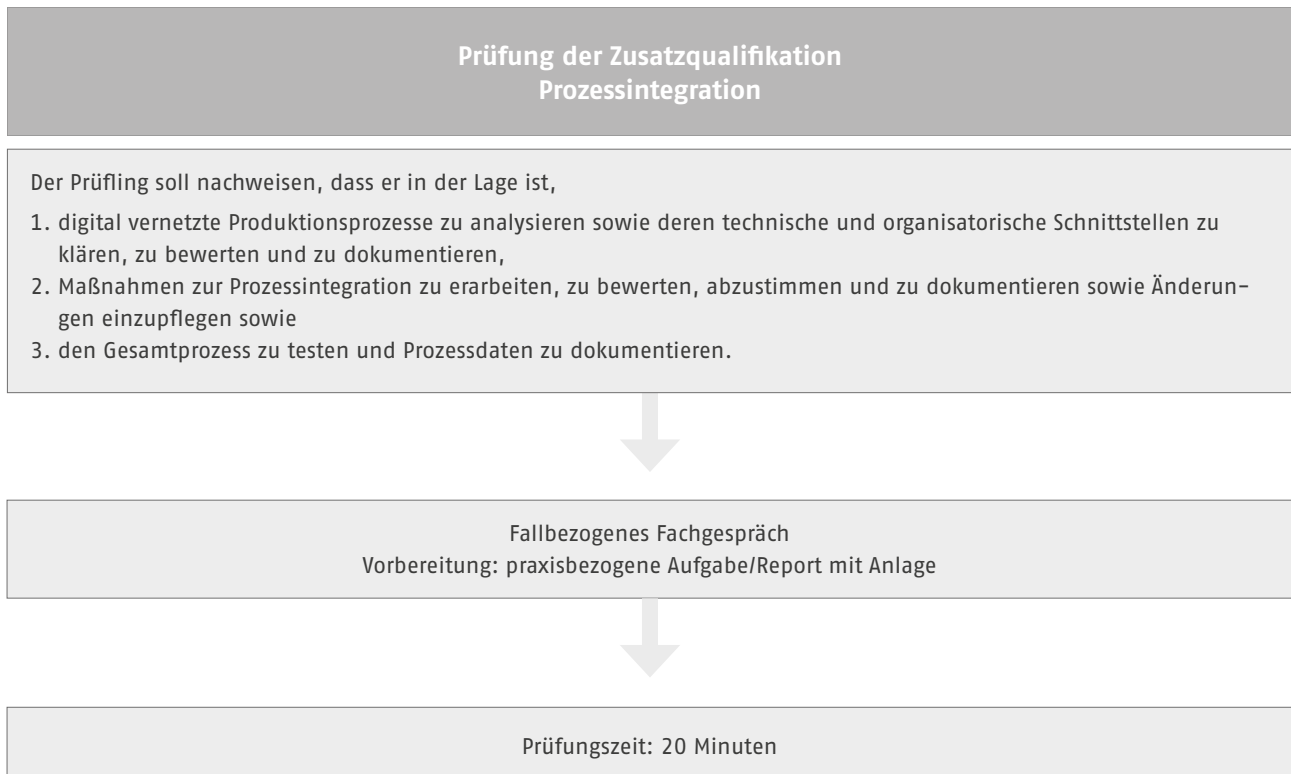 Prüfung der Zusatzqualifikation
Prozessintegration
Der Prüfling soll nachweisen, dass er in der Lage ist,
1. digital vernetzte Produktionsprozesse zu analysieren sowie deren technische und organisatorische Schnittstellen zu
klären, zu bewerten und zu dokumentieren,
2. Maßnahmen zur Prozessintegration zu erarbeiten, zu bewerten, abzustimmen und zu dokumentieren sowie Änderun-
gen einzupflegen sowie
3. den Gesamtprozess zu testen und Prozessdaten zu dokumentieren.
Fallbezogenes Fachgespräch
Vorbereitung: praxisbezogene Aufgabe/Report mit Anlage
Prüfungszeit: 20 Minuten